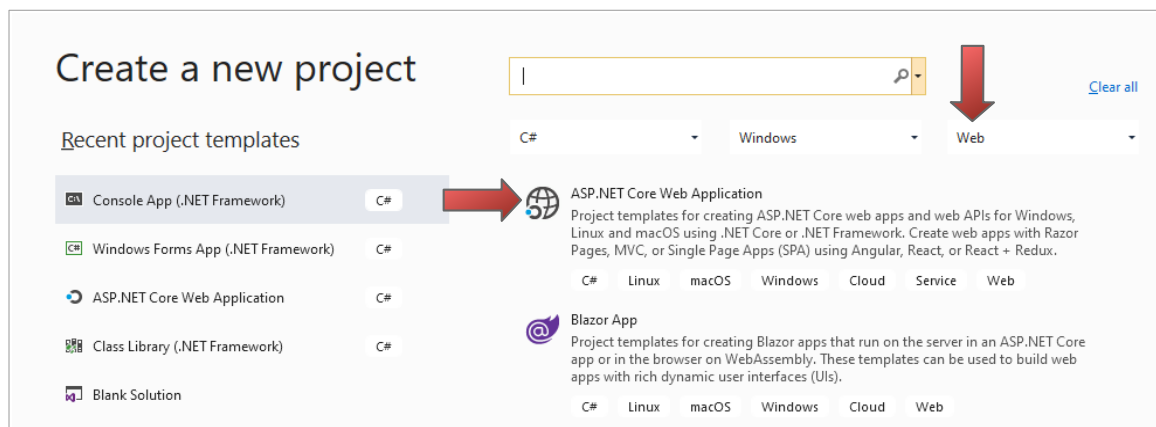 Create a new project
Clear all
Recent project templates
C#
Windows
Web
Console App (.NET Framework)
C#
Windows Forms App (.NET Framework)
C#
ASP.NET Core Web Application
C#
Class Library (.NET Framework)
C#
Blank Solution
ASP.NET Core Web Application
Project templates for creating ASP.NET Core web apps and web APIs for Windows,
Linux and macOS using .NET Core or .NET Framework. Create web apps with Razor
Pages, MVC, or Single Page Apps (SPA) using Angular, React, or React + Redux.
C# Linux macOS Windows Cloud Service Web
Blazor App
Project templates for creating Blazor apps that run on the server in an ASP.NET Core
app or in the browser on WebAssembly. These templates can be used to build web
apps with rich dynamic user interfaces (UIs).
C# Linux macOS Windows Cloud Web